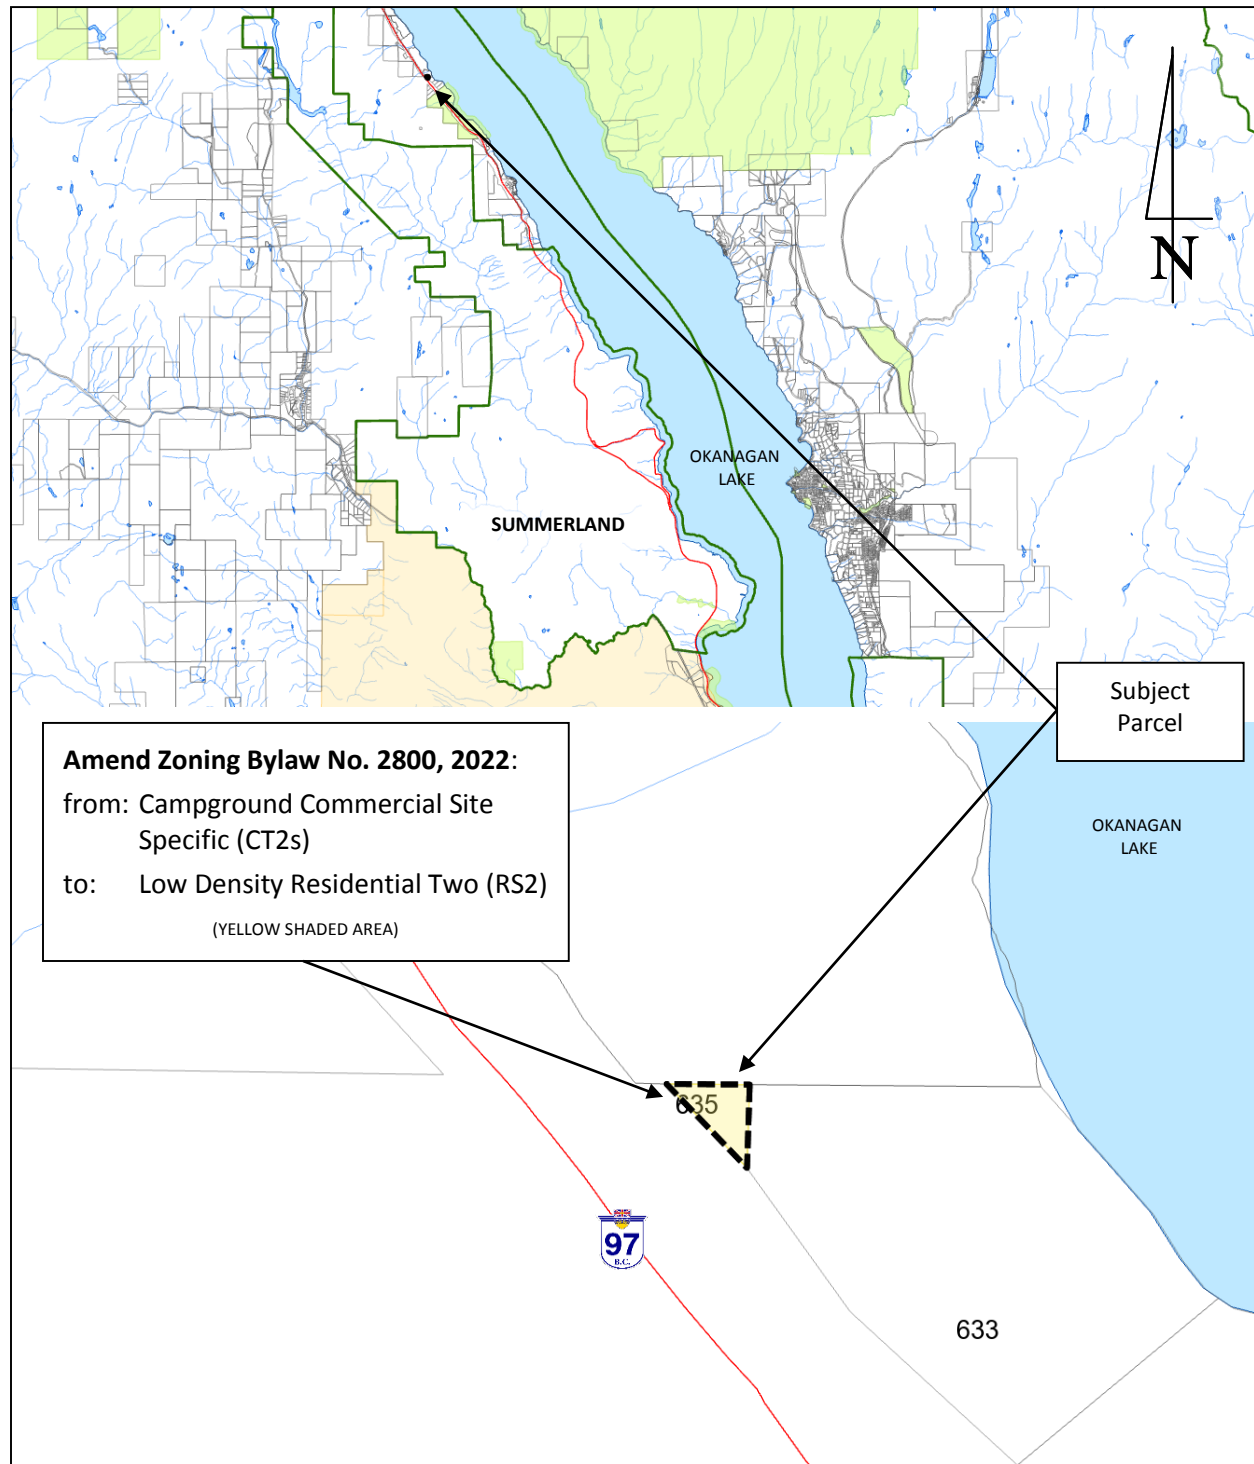 N
OKANAGAN
LAKE
SUMMERLAND
Subject
Parcel
Amend Zoning Bylaw No. 2800, 2022:
from: Campground Commercial Site
Specific (CT2s)
to: Low Density Residential Two (RS2)
(YELLOW SHADED AREA)
OKANAGAN
LAKE
635
97
B.C.
633